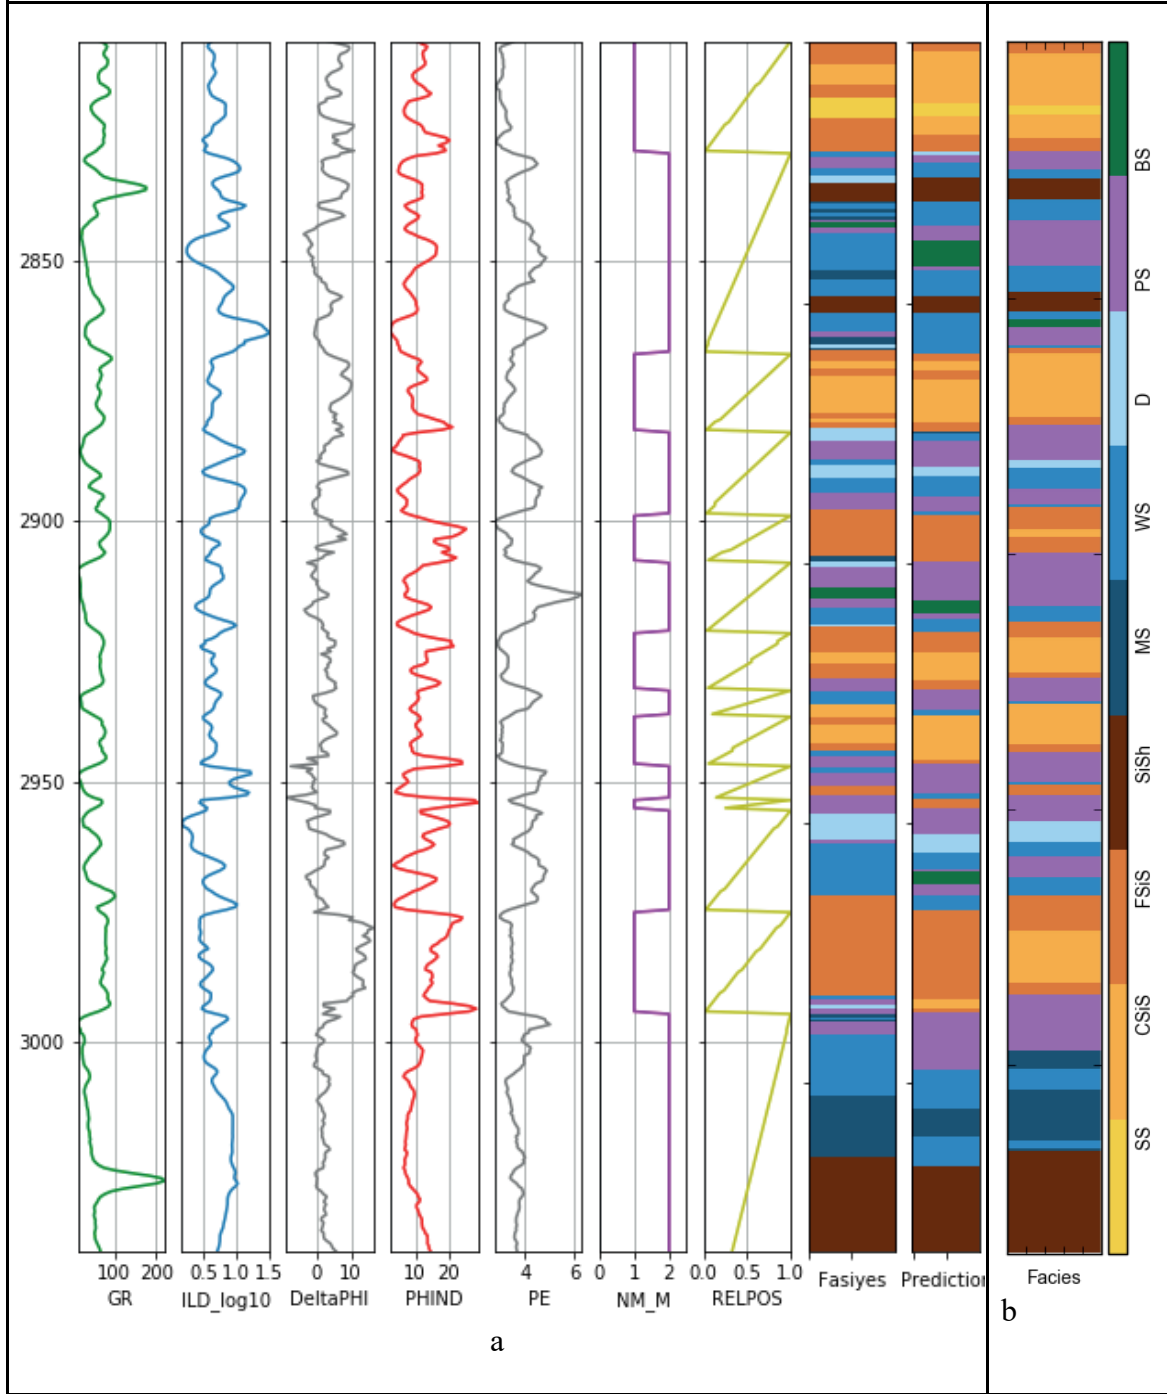 2850
2900
2950
3000
100 200
0.5 1.0 1.5
0 10
10 20
4 6
0 1 2
0.0 0.5 1.0
GR
ILD_log10
DeltaPHI
PHIND
PE
NM_M
RELPOS
Fasiyes
Prediction
Facies
BS
PS
D
WS
MS
SiSh
FSiS
CSiS
SS
a
b